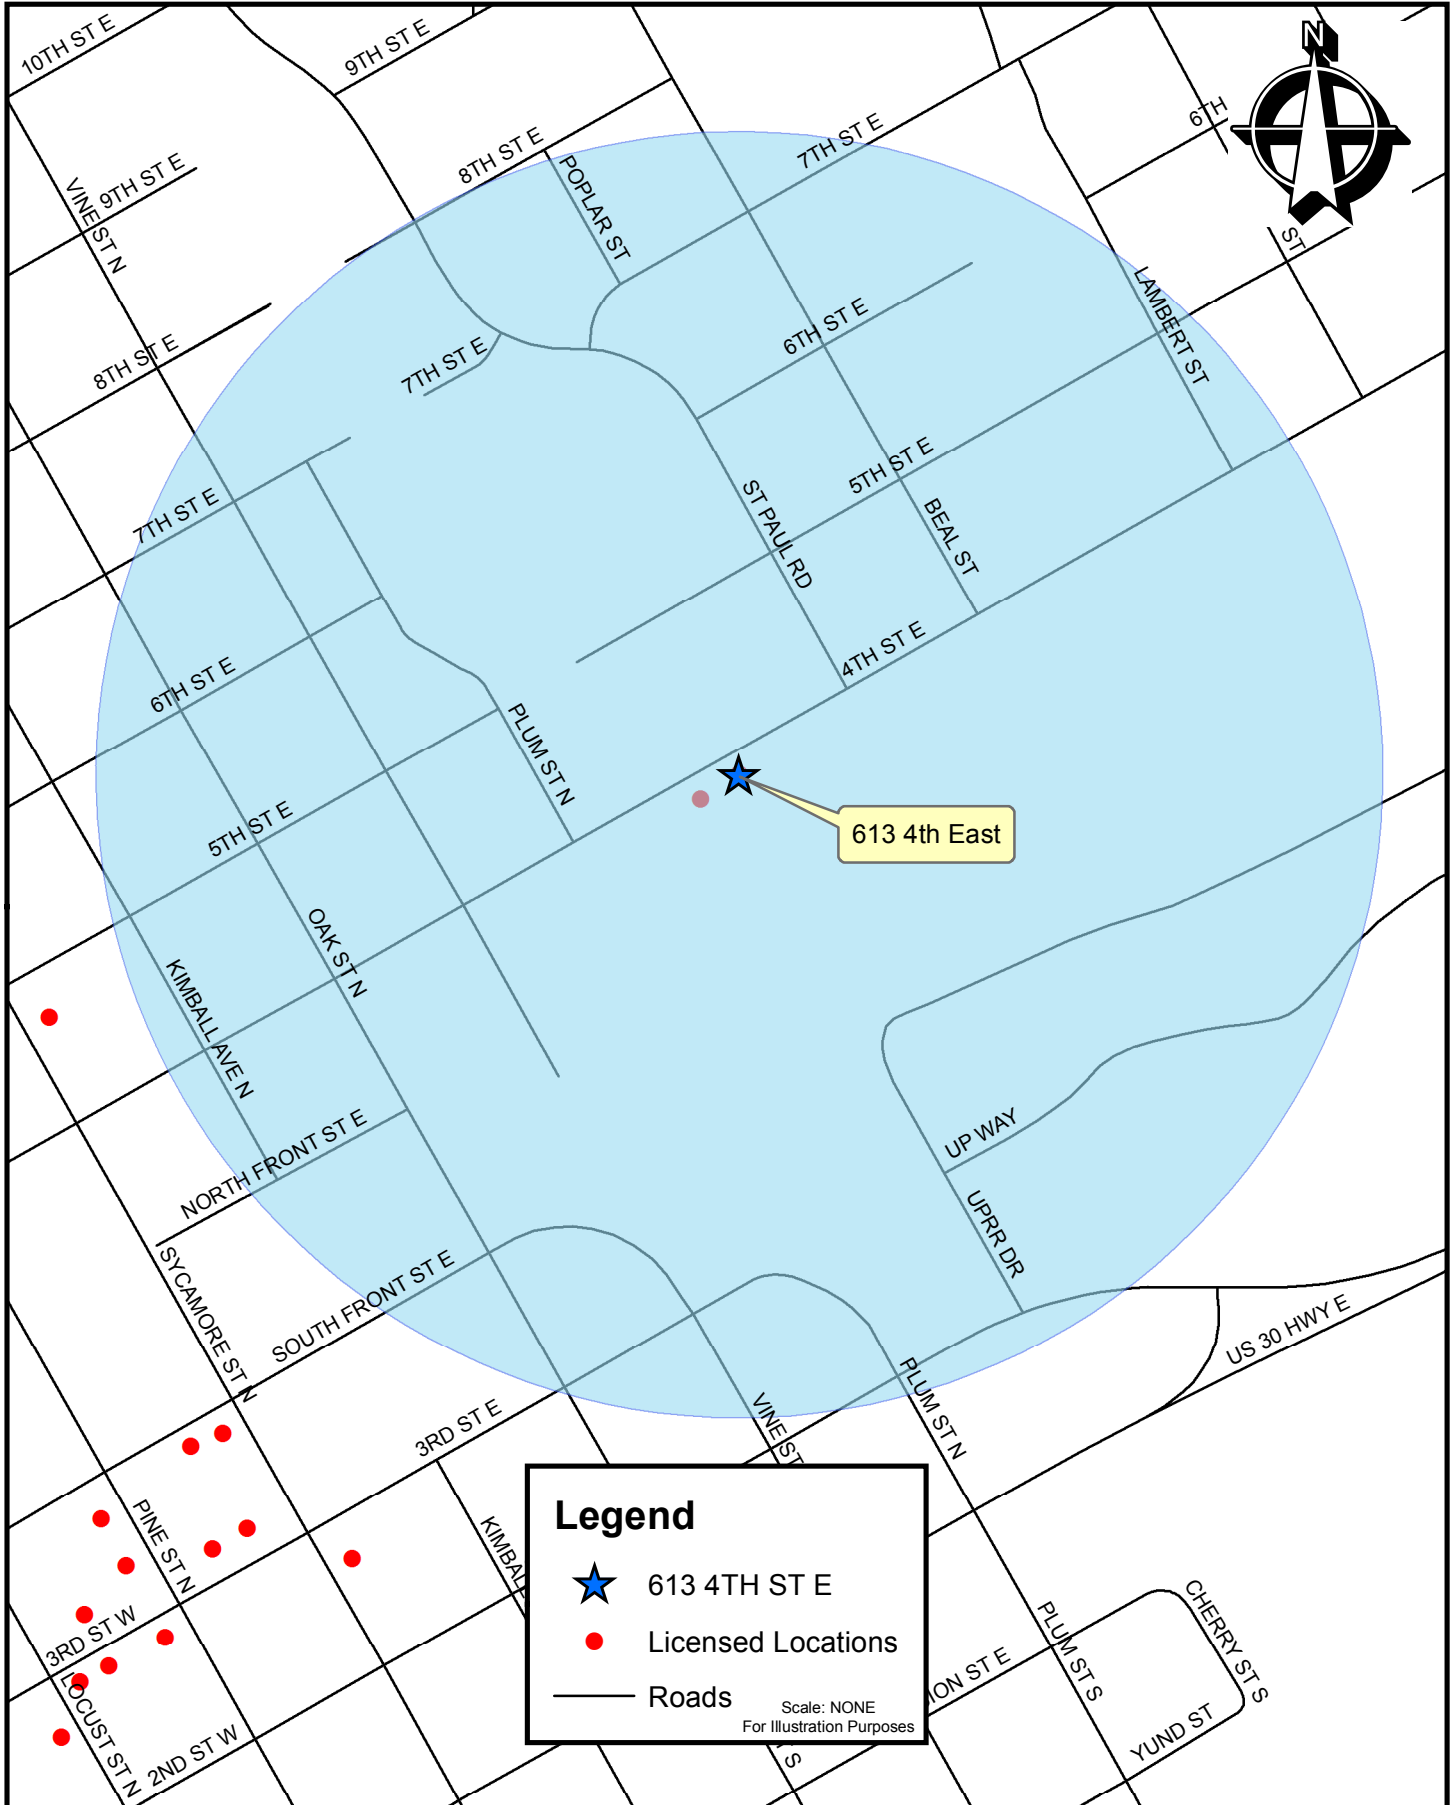 10TH ST E
9TH ST E
N
6TH
7TH ST E
8TH ST E
9TH ST E
POPLAR ST
VINE ST N
ST
LAMBERT ST
6TH ST E
8TH ST E
7TH ST E
5TH ST E
7TH ST E
ST PAUL RD
BEAL ST
4TH ST E
6TH ST E
PLUM ST N
5TH ST E
613 4th East
OAK ST N
KIMBALL AVE N
UP WAY
NORTH FRONT ST E
UPRR DR
SYCAMORE ST N
SOUTH FRONT ST E
US 30 HWY E
PLUM ST N
VINE ST
3RD ST E
PINE ST N
KIMBAL
Legend
613 4TH ST E
Licensed Locations
Roads
Scale: NONE
For Illustration Purposes
CHERRY ST S
PLUM ST S
3RD ST W
ION ST E
LOCUST ST N
2ND ST W
YUND ST
S